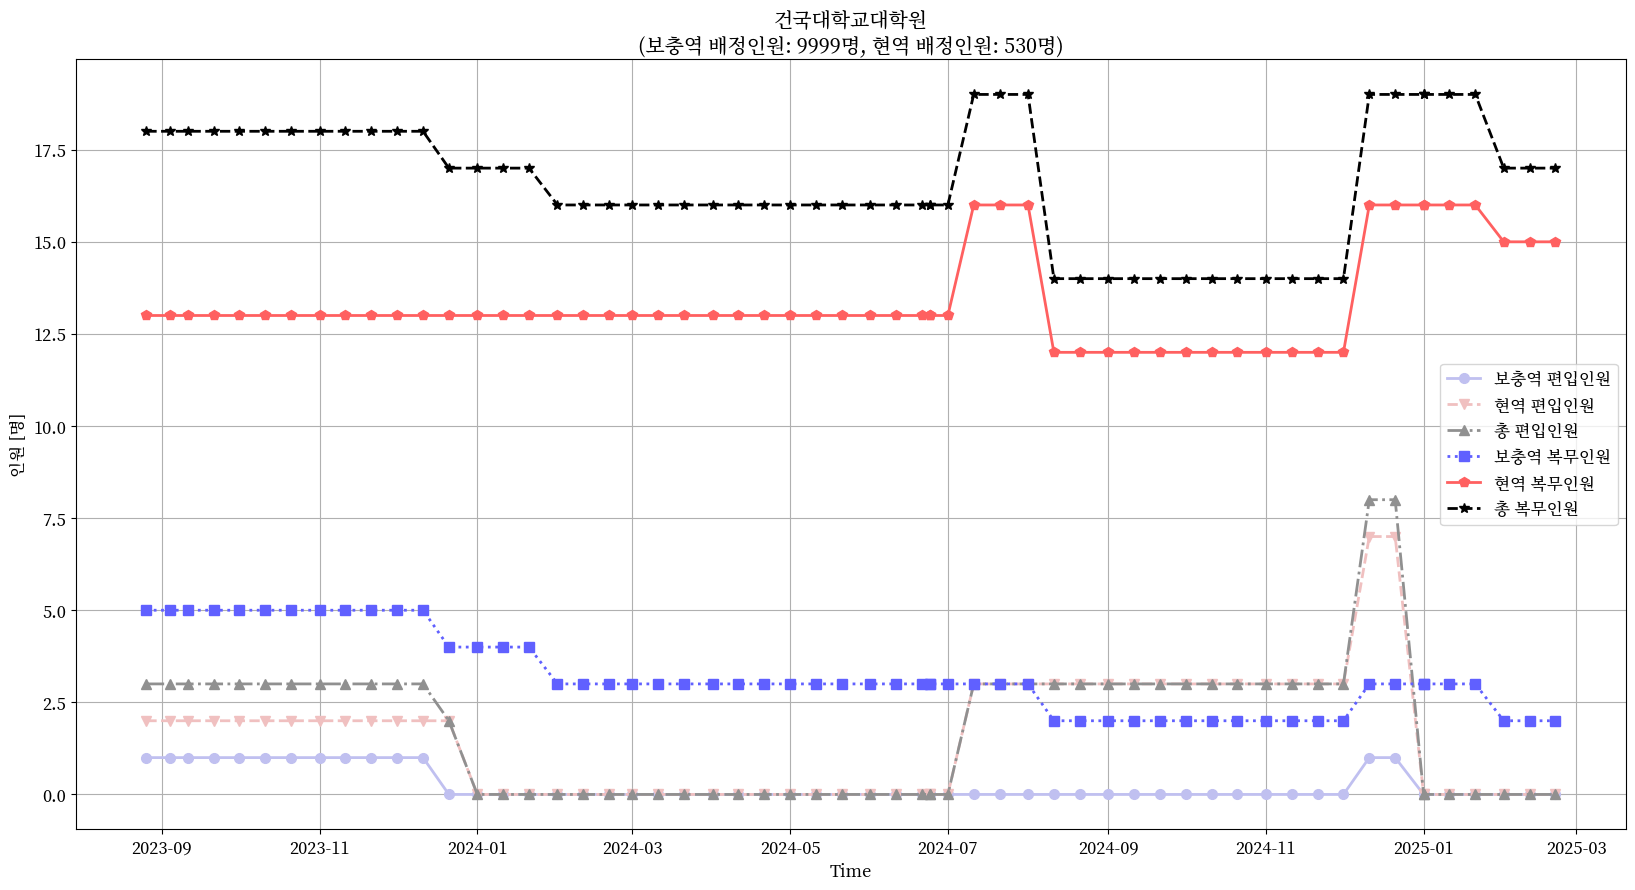 건국대학교대학원
(보충역 배정인원: 9999명, 현역 배정인원: 530명)
17.5
15.0
12.5
10.0
7.5
5.0
2.5
0.0
인원 [명]
보충역 편입인원
현역 편입인원
총 편입인원
보충역 복무인원
현역 복무인원
총 복무인원
2023-09
2023-11
2024-01
2024-03
2024-05
2024-07
2024-09
2024-11
2025-01
2025-03
Time